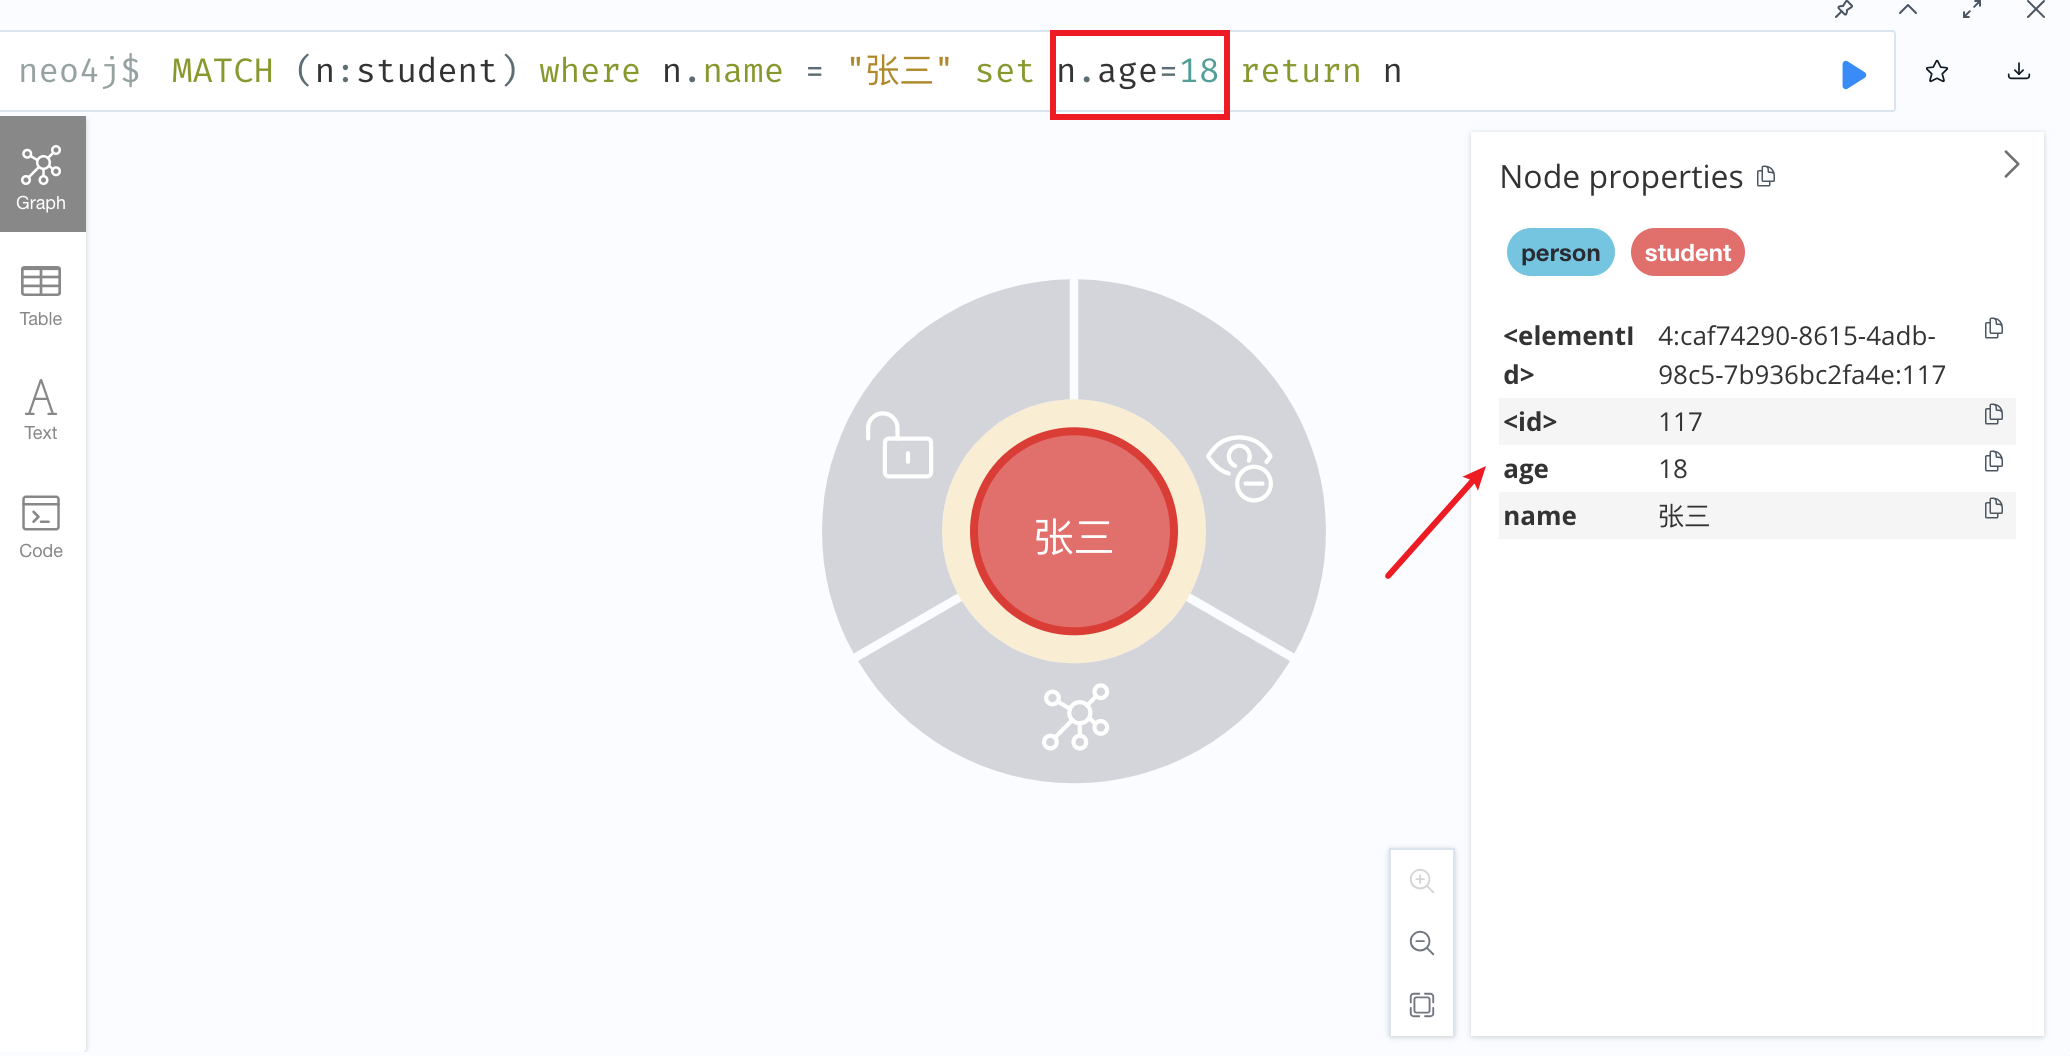 neo4j$ MATCH (n:student) where n.name = "张三" set n.age=18 return n
Graph
Table
Text
Code
张三
Node properties
person student
<elementI
d> 4:caf74290-8615-4adb-
98c5-7b936bc2fa4e:117
<id> 117
age 18
name 张三